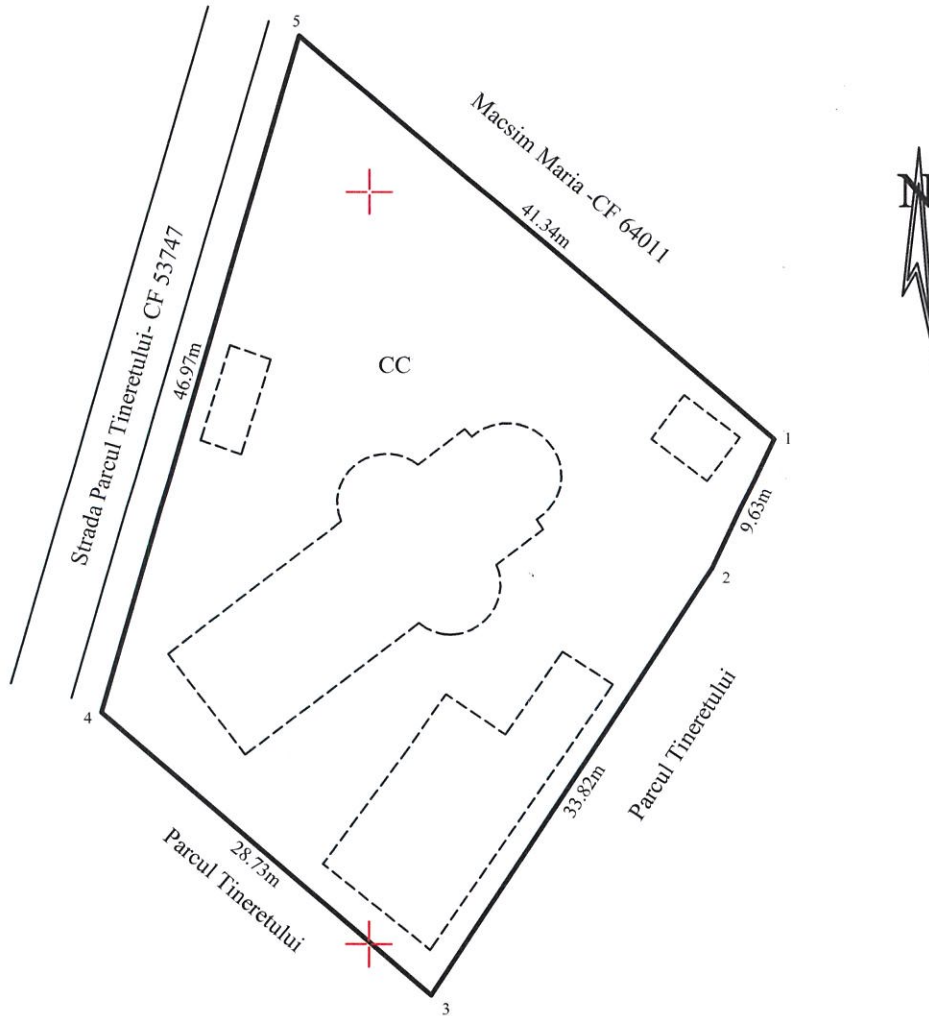 5
Macsim Maria -CF 64011
41.34m
N
Strada Parcul Tineretului- CF 53747
46.97m
CC
1
9.63m
2
4
Parcul Tineretului
33.82m
28.73m
Parcul Tineretului
3